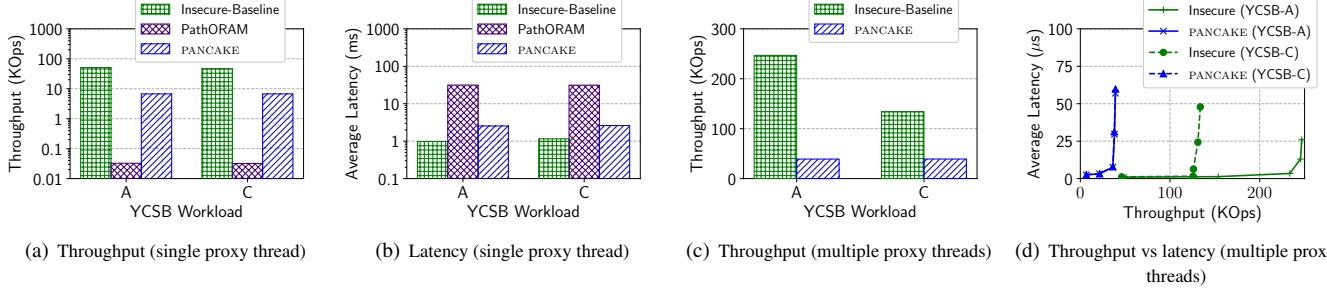 Insecure-Baseline
PathORAM
PANCAKE
Throughput (KOps)
1000
100
10
1
0.1
0.01
A
C
YCSB Workload
(a) Throughput (single proxy thread)
Insecure-Baseline
PathORAM
PANCAKE
Average Latency (ms)
1000
100
10
1
0.1
A
C
YCSB Workload
(b) Latency (single proxy thread)
Insecure-Baseline
PANCAKE
Throughput (KOps)
300
200
100
0
A
C
YCSB Workload
(c) Throughput (multiple proxy threads)
Insecure (YCSB-A)
PANCAKE (YCSB-A)
Insecure (YCSB-C)
PANCAKE (YCSB-C)
Average Latency (μs)
100
75
50
25
0
0
100
200
Throughput (KOps)
(d) Throughput vs latency (multiple prox
threads)